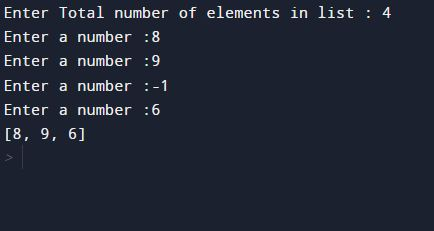 Enter Total number of elements in list : 4
Enter a number :8
Enter a number :9
Enter a number :-1
Enter a number :6
[8, 9, 6]
>